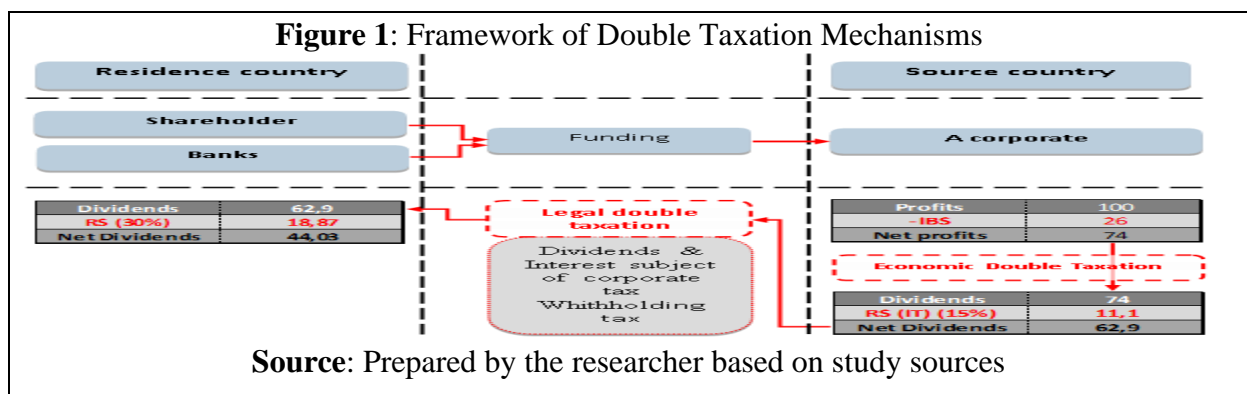 Figure 1: Framework of Double Taxation Mechanisms
Residence country
Source country
Shareholder
Banks
Funding
A corporate
Dividends 62,9
RS (30%) 18,87
Net Dividends 44,03
Legal double
taxation
Dividends &
Interest subject
of corporate
tax
Whithholding
tax
Profits 100
-IBS 26
Net profits 74
Economic Double Taxation
Dividends 74
RS (IT) (15%) 11,1
Net Dividends 62,9
Source: Prepared by the researcher based on study sources